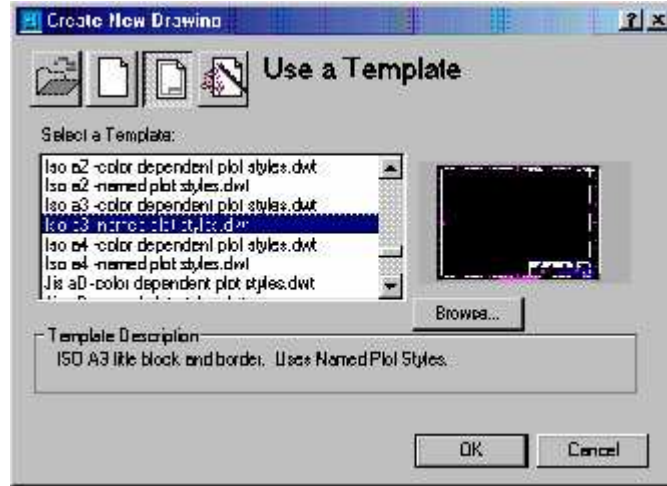 Create New Drawing
Use a Template
Select a Template:
Iso a2 -color dependent plot styles.dwt
Iso a2 -named plot styles.dwt
Iso a3 -color dependent plot styles.dwt
Iso a3 -named plot styles.dwt
Iso a4 -color dependent plot styles.dwt
Iso a4 -named plot styles.dwt
Jis a0 -color dependent plot styles.dwt
Browse...
Template Description
ISO A3 title block and border. Uses Named Plot Styles.
OK
Cancel